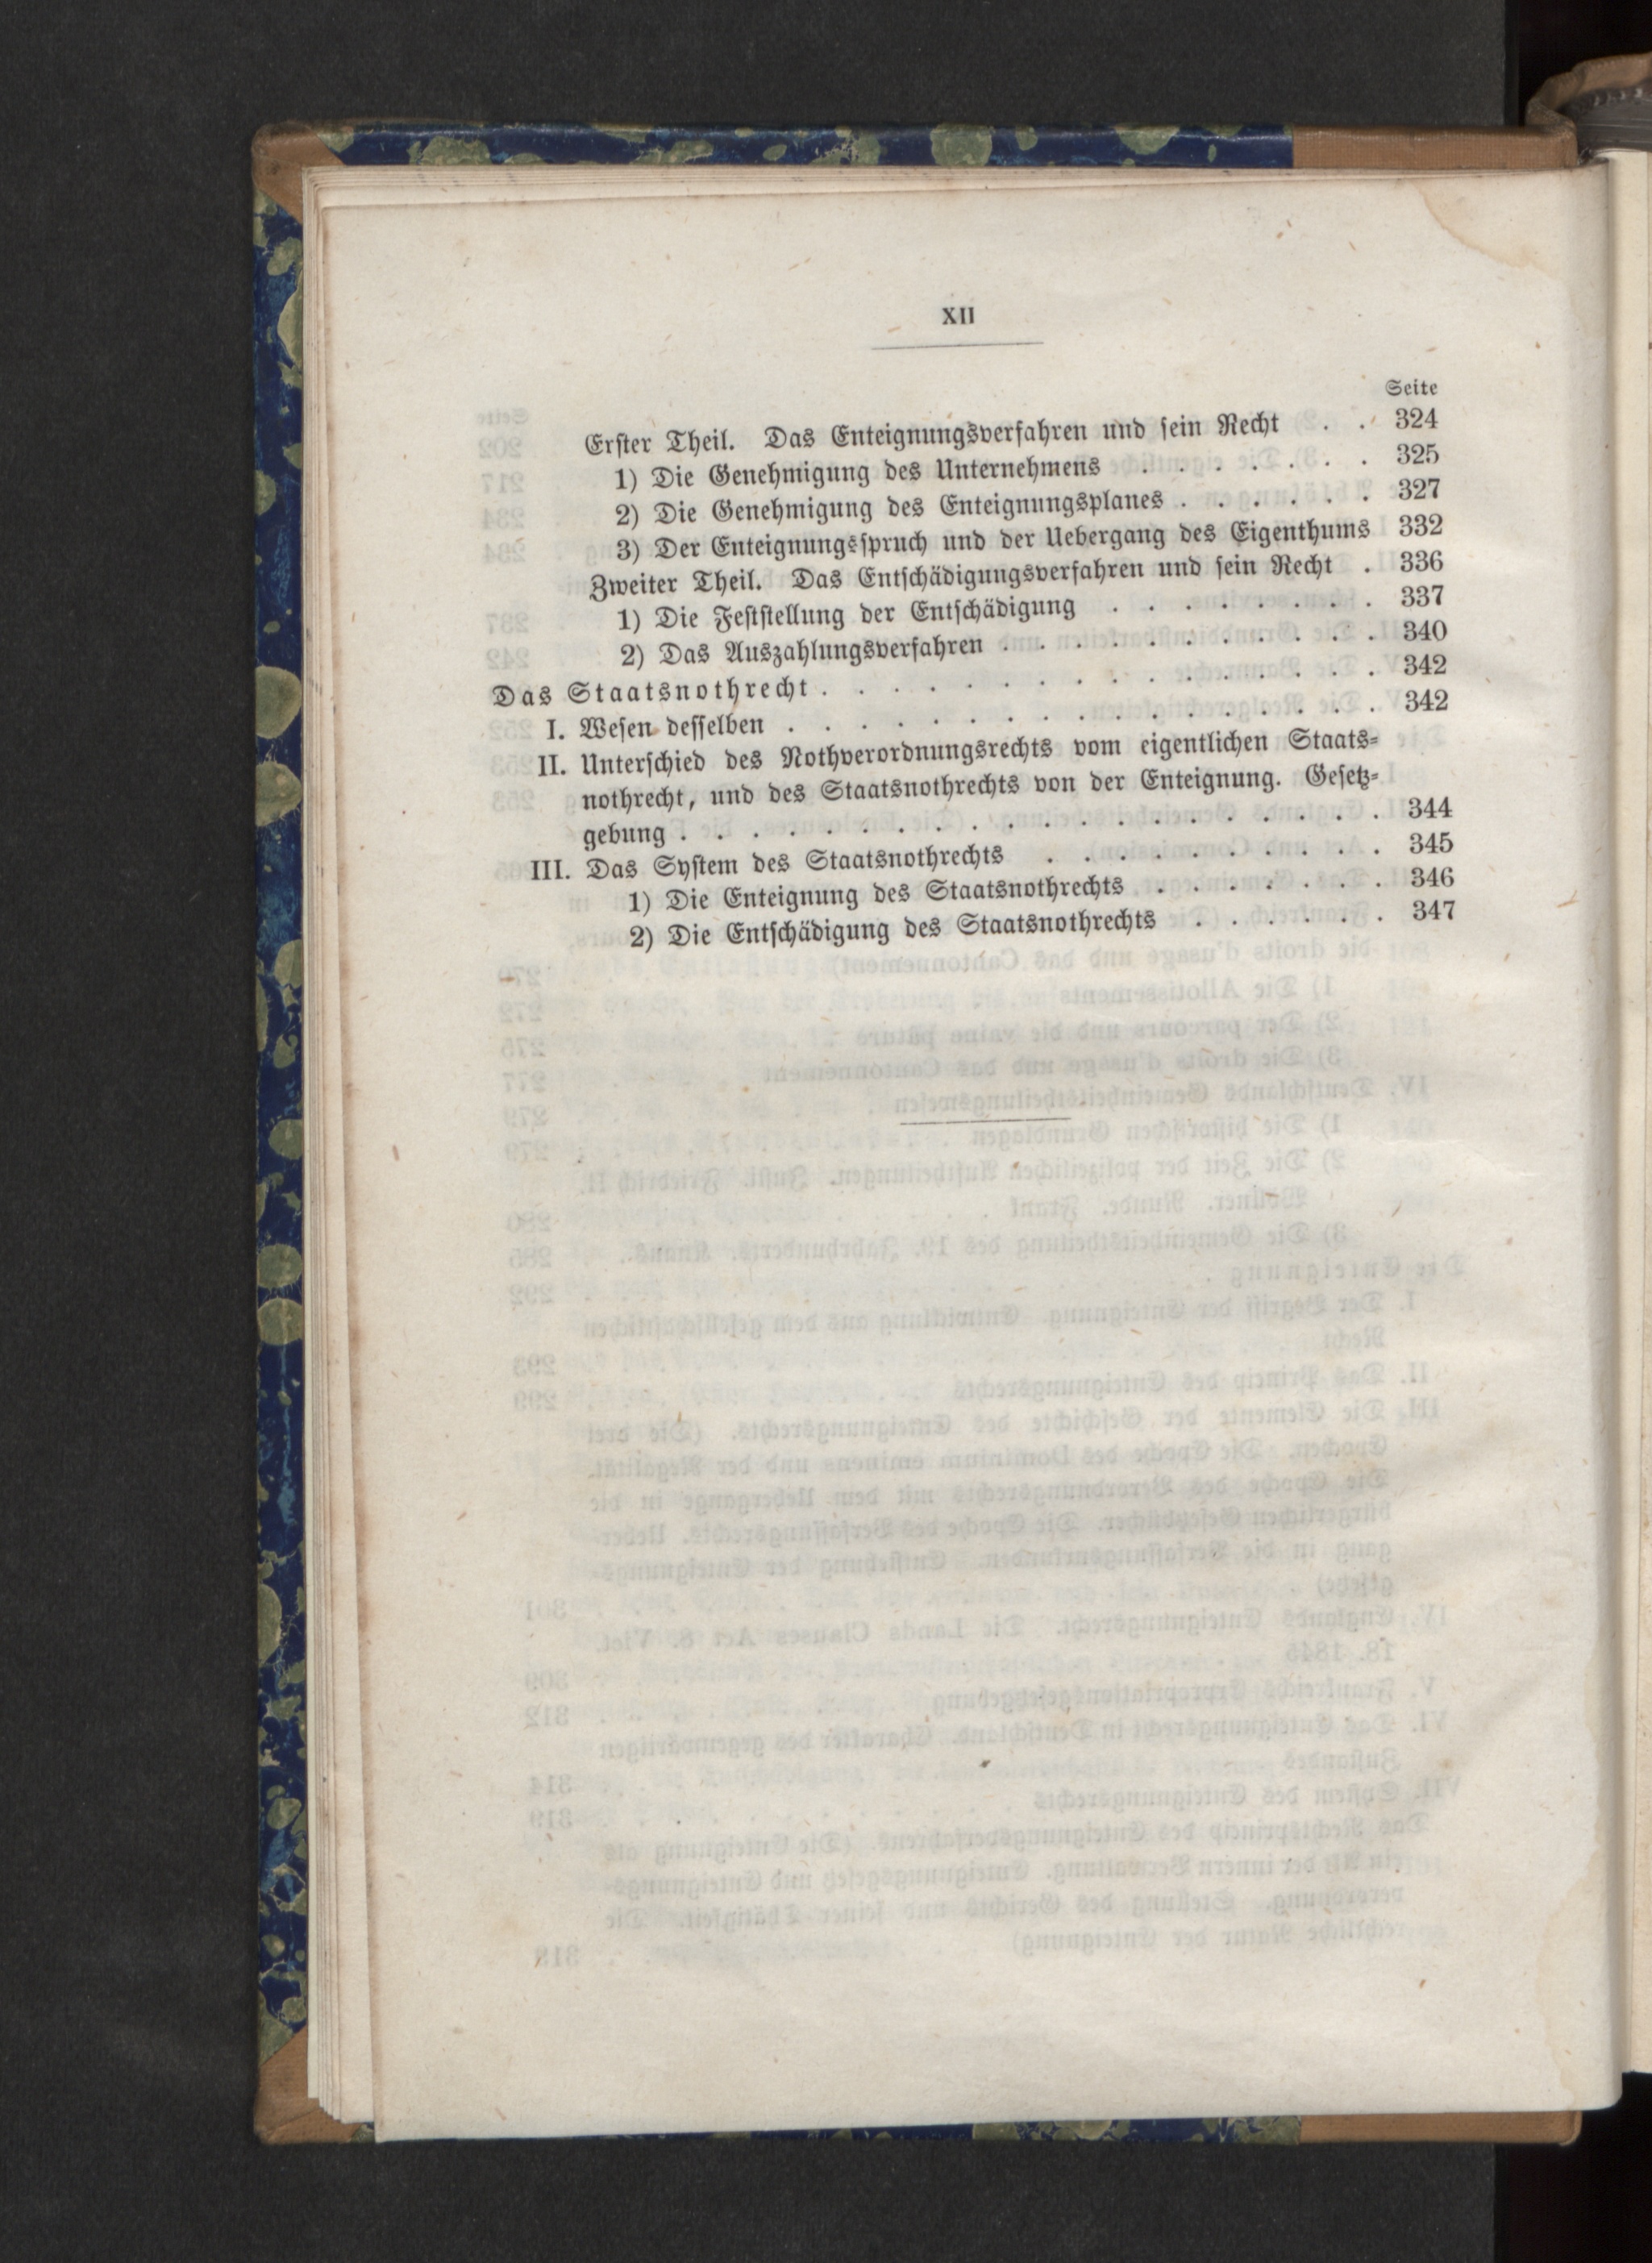 XII
Seite
Erster Theil. Das Enteignungsverfahren und sein Recht . . 324
1) Die Genehmigung des Unternehmens . . . . . . . 325
2) Die Genehmigung des Enteignungsplanes . . . . . . 327
3) Der Enteignungsspruch und der Uebergang des Eigenthums 332
Zweiter Theil. Das Entschädigungsverfahren und sein Recht . 336
1) Die Feststellung der Entschädigung . . . . . . . . 337
2) Das Auszahlungsverfahren . . . . . . . . . . . 340
Das Staatsnothrecht . . . . . . . . . . . . . . . . 342
I. Wesen desselben . . . . . . . . . . . . . . . . . 342
II. Unterschied des Nothverordnungsrechts vom eigentlichen Staats-
nothrecht, und des Staatsnothrechts von der Enteignung. Gesetz-
gebung . . . . . . . . . . . . . . . . . . . . 344
III. Das System des Staatsnothrechts . . . . . . . . . . 345
1) Die Enteignung des Staatsnothrechts . . . . . . . 346
2) Die Entschädigung des Staatsnothrechts . . . . . . 347